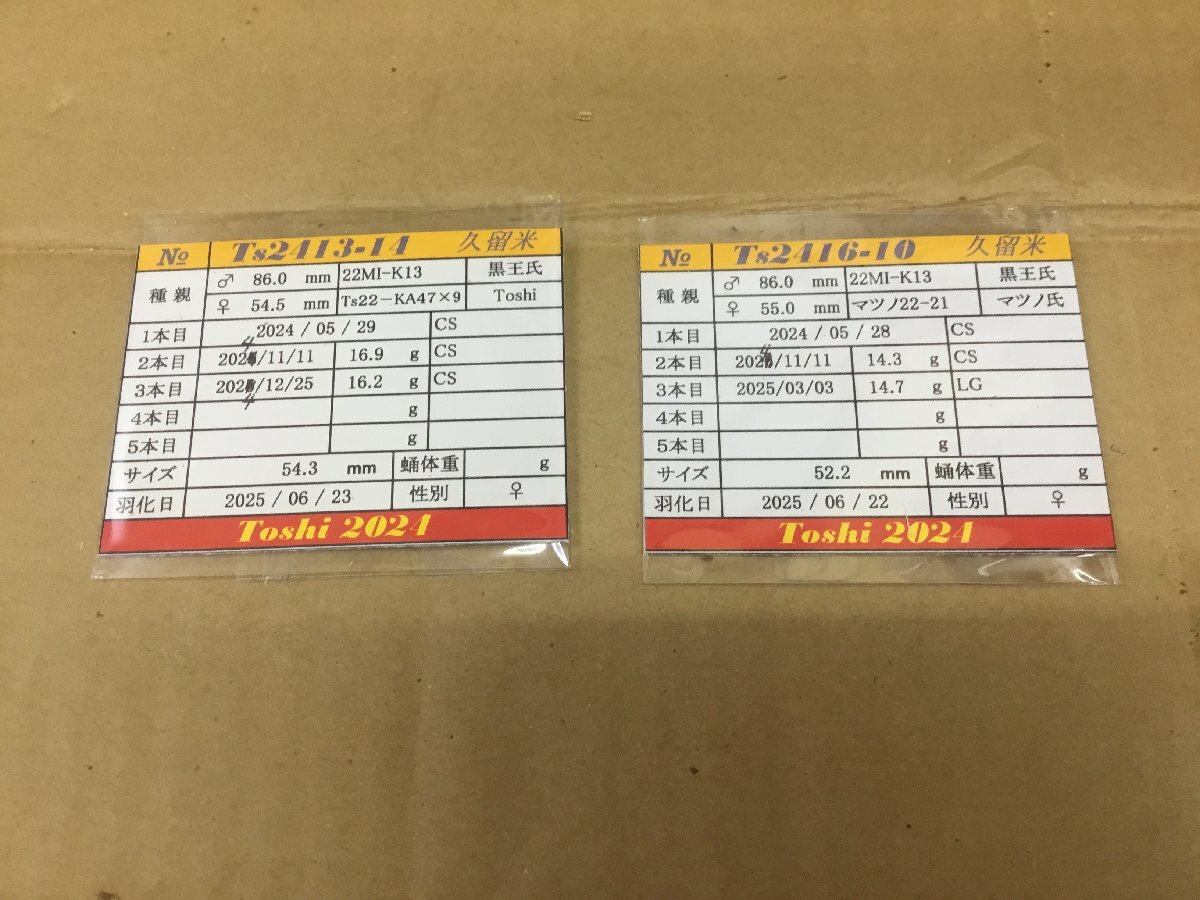 № Ts2413-14 久留米
種親 ♂ 86.0 mm 22MI-K13 黒王氏
♀ 54.5 mm Ts22-KA47×9 Toshi
1本目 2024 / 05 / 29 CS
2本目 2024/11/11 16.9 g CS
3本目 2024/12/25 16.2 g CS
4本目 g
5本目 g
サイズ 54.3 mm 蛹体重 g
羽化日 2025 / 06 / 23 性別 ♀
Toshi 2024
№ Ts2416-10 久留米
種親 ♂ 86.0 mm 22MI-K13 黒王氏
♀ 55.0 mm マツノ22-21 マツノ氏
1本目 2024 / 05 / 28 CS
2本目 2024/11/11 14.3 g CS
3本目 2025/03/03 14.7 g LG
4本目 g
5本目 g
サイズ 52.2 mm 蛹体重 g
羽化日 2025 / 06 / 22 性別 ♀
Toshi 2024